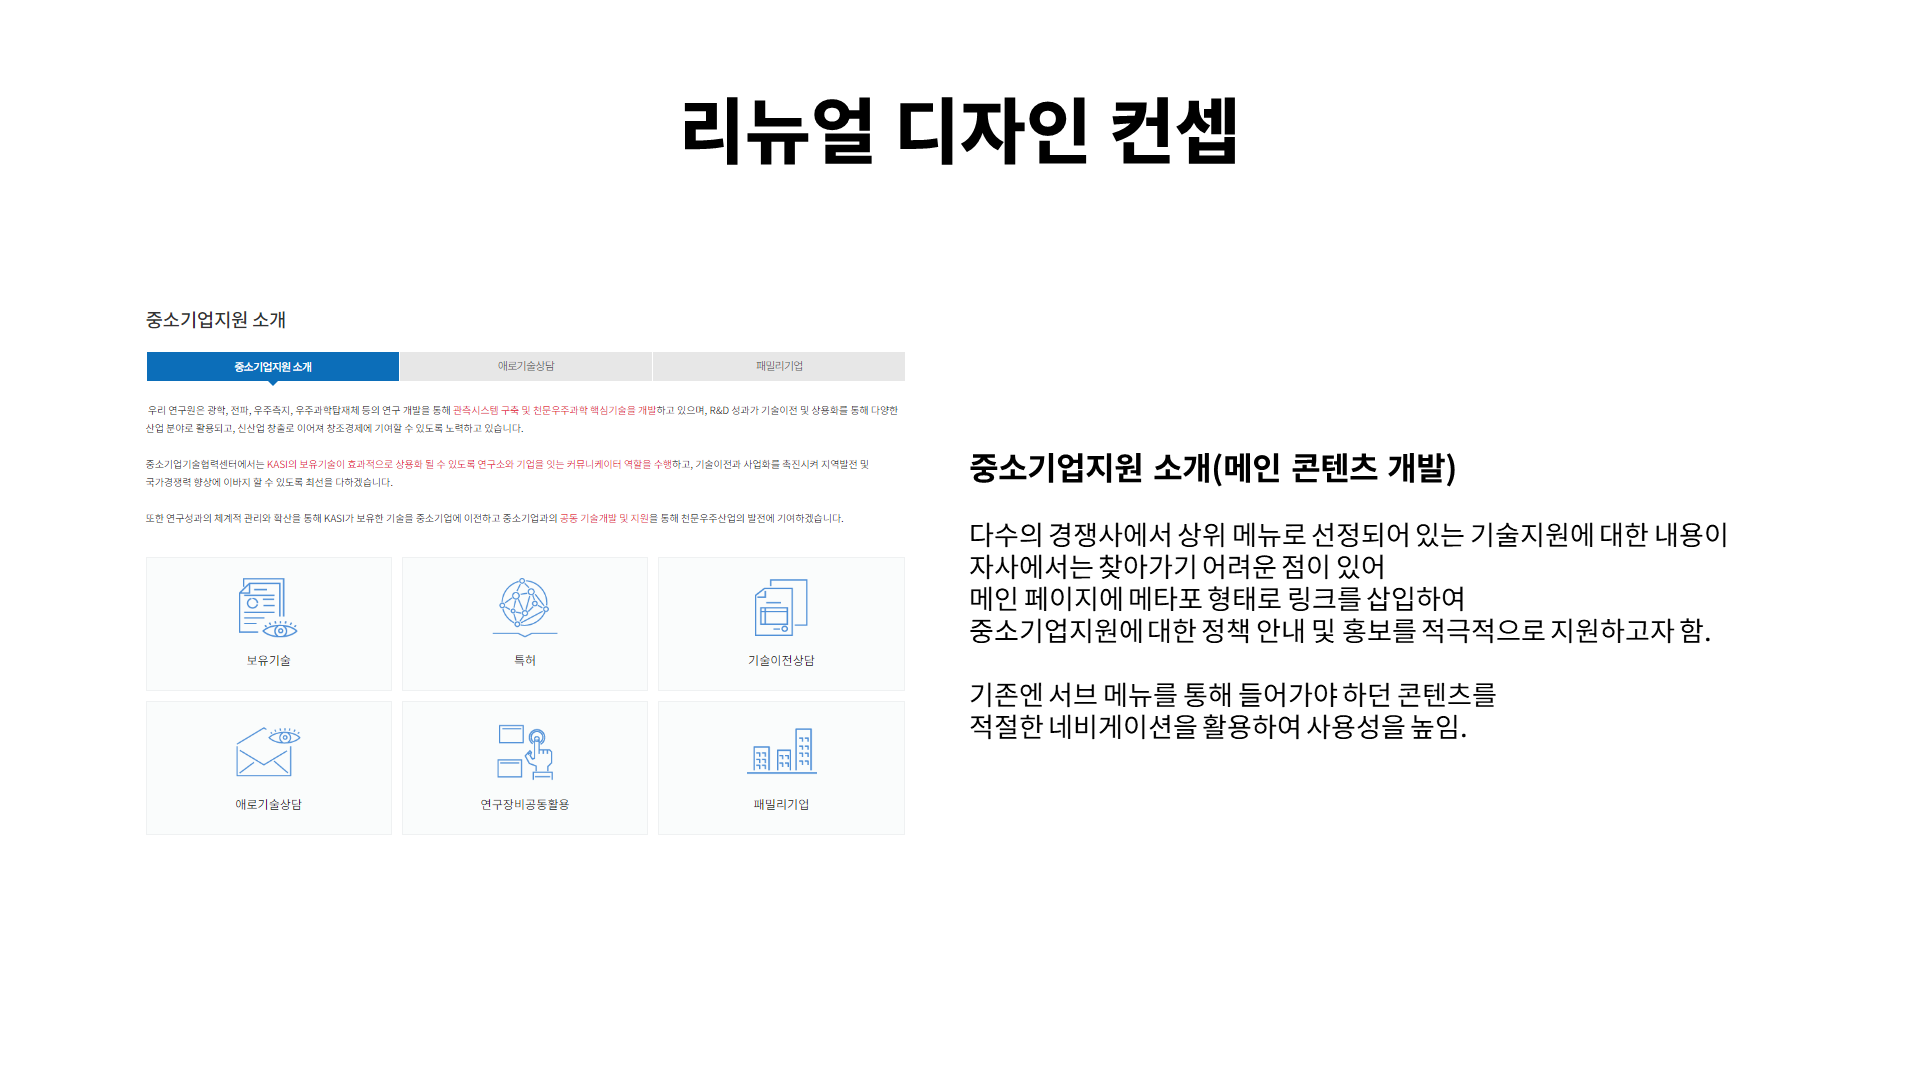 리뉴얼 디자인 컨셉
중소기업지원 소개
중소기업지원 소개
애로기술상담
패밀리기업
우리 연구원은 광학, 전파, 우주측지, 우주과학탑재체 등의 연구 개발을 통해 관측시스템 구축 및 천문우주과학 핵심기술을 개발하고 있으며, R&D 성과가 기술이전 및 상용화를 통해 다양한
산업 분야로 활용되고, 신산업 창출로 이어져 창조경제에 기여할 수 있도록 노력하고 있습니다.
중소기업기술협력센터에서는 KASI의 보유기술이 효과적으로 상용화 될 수 있도록 연구소와 기업을 잇는 커뮤니케이터 역할을 수행하고, 기술이전과 사업화를 촉진시켜 지역발전 및
국가경쟁력 향상에 이바지 할 수 있도록 최선을 다하겠습니다.
또한 연구성과의 체계적 관리와 확산을 통해 KASI가 보유한 기술을 중소기업에 이전하고 중소기업과의 공동 기술개발 및 지원을 통해 천문우주산업의 발전에 기여하겠습니다.
보유기술
특허
기술이전상담
애로기술상담
연구장비공동활용
패밀리기업
중소기업지원 소개(메인 콘텐츠 개발)
다수의 경쟁사에서 상위 메뉴로 선정되어 있는 기술지원에 대한 내용이
자사에서는 찾아가기 어려운 점이 있어
메인 페이지에 메타포 형태로 링크를 삽입하여
중소기업지원에 대한 정책 안내 및 홍보를 적극적으로 지원하고자 함.
기존엔 서브 메뉴를 통해 들어가야 하던 콘텐츠를
적절한 네비게이션을 활용하여 사용성을 높임.